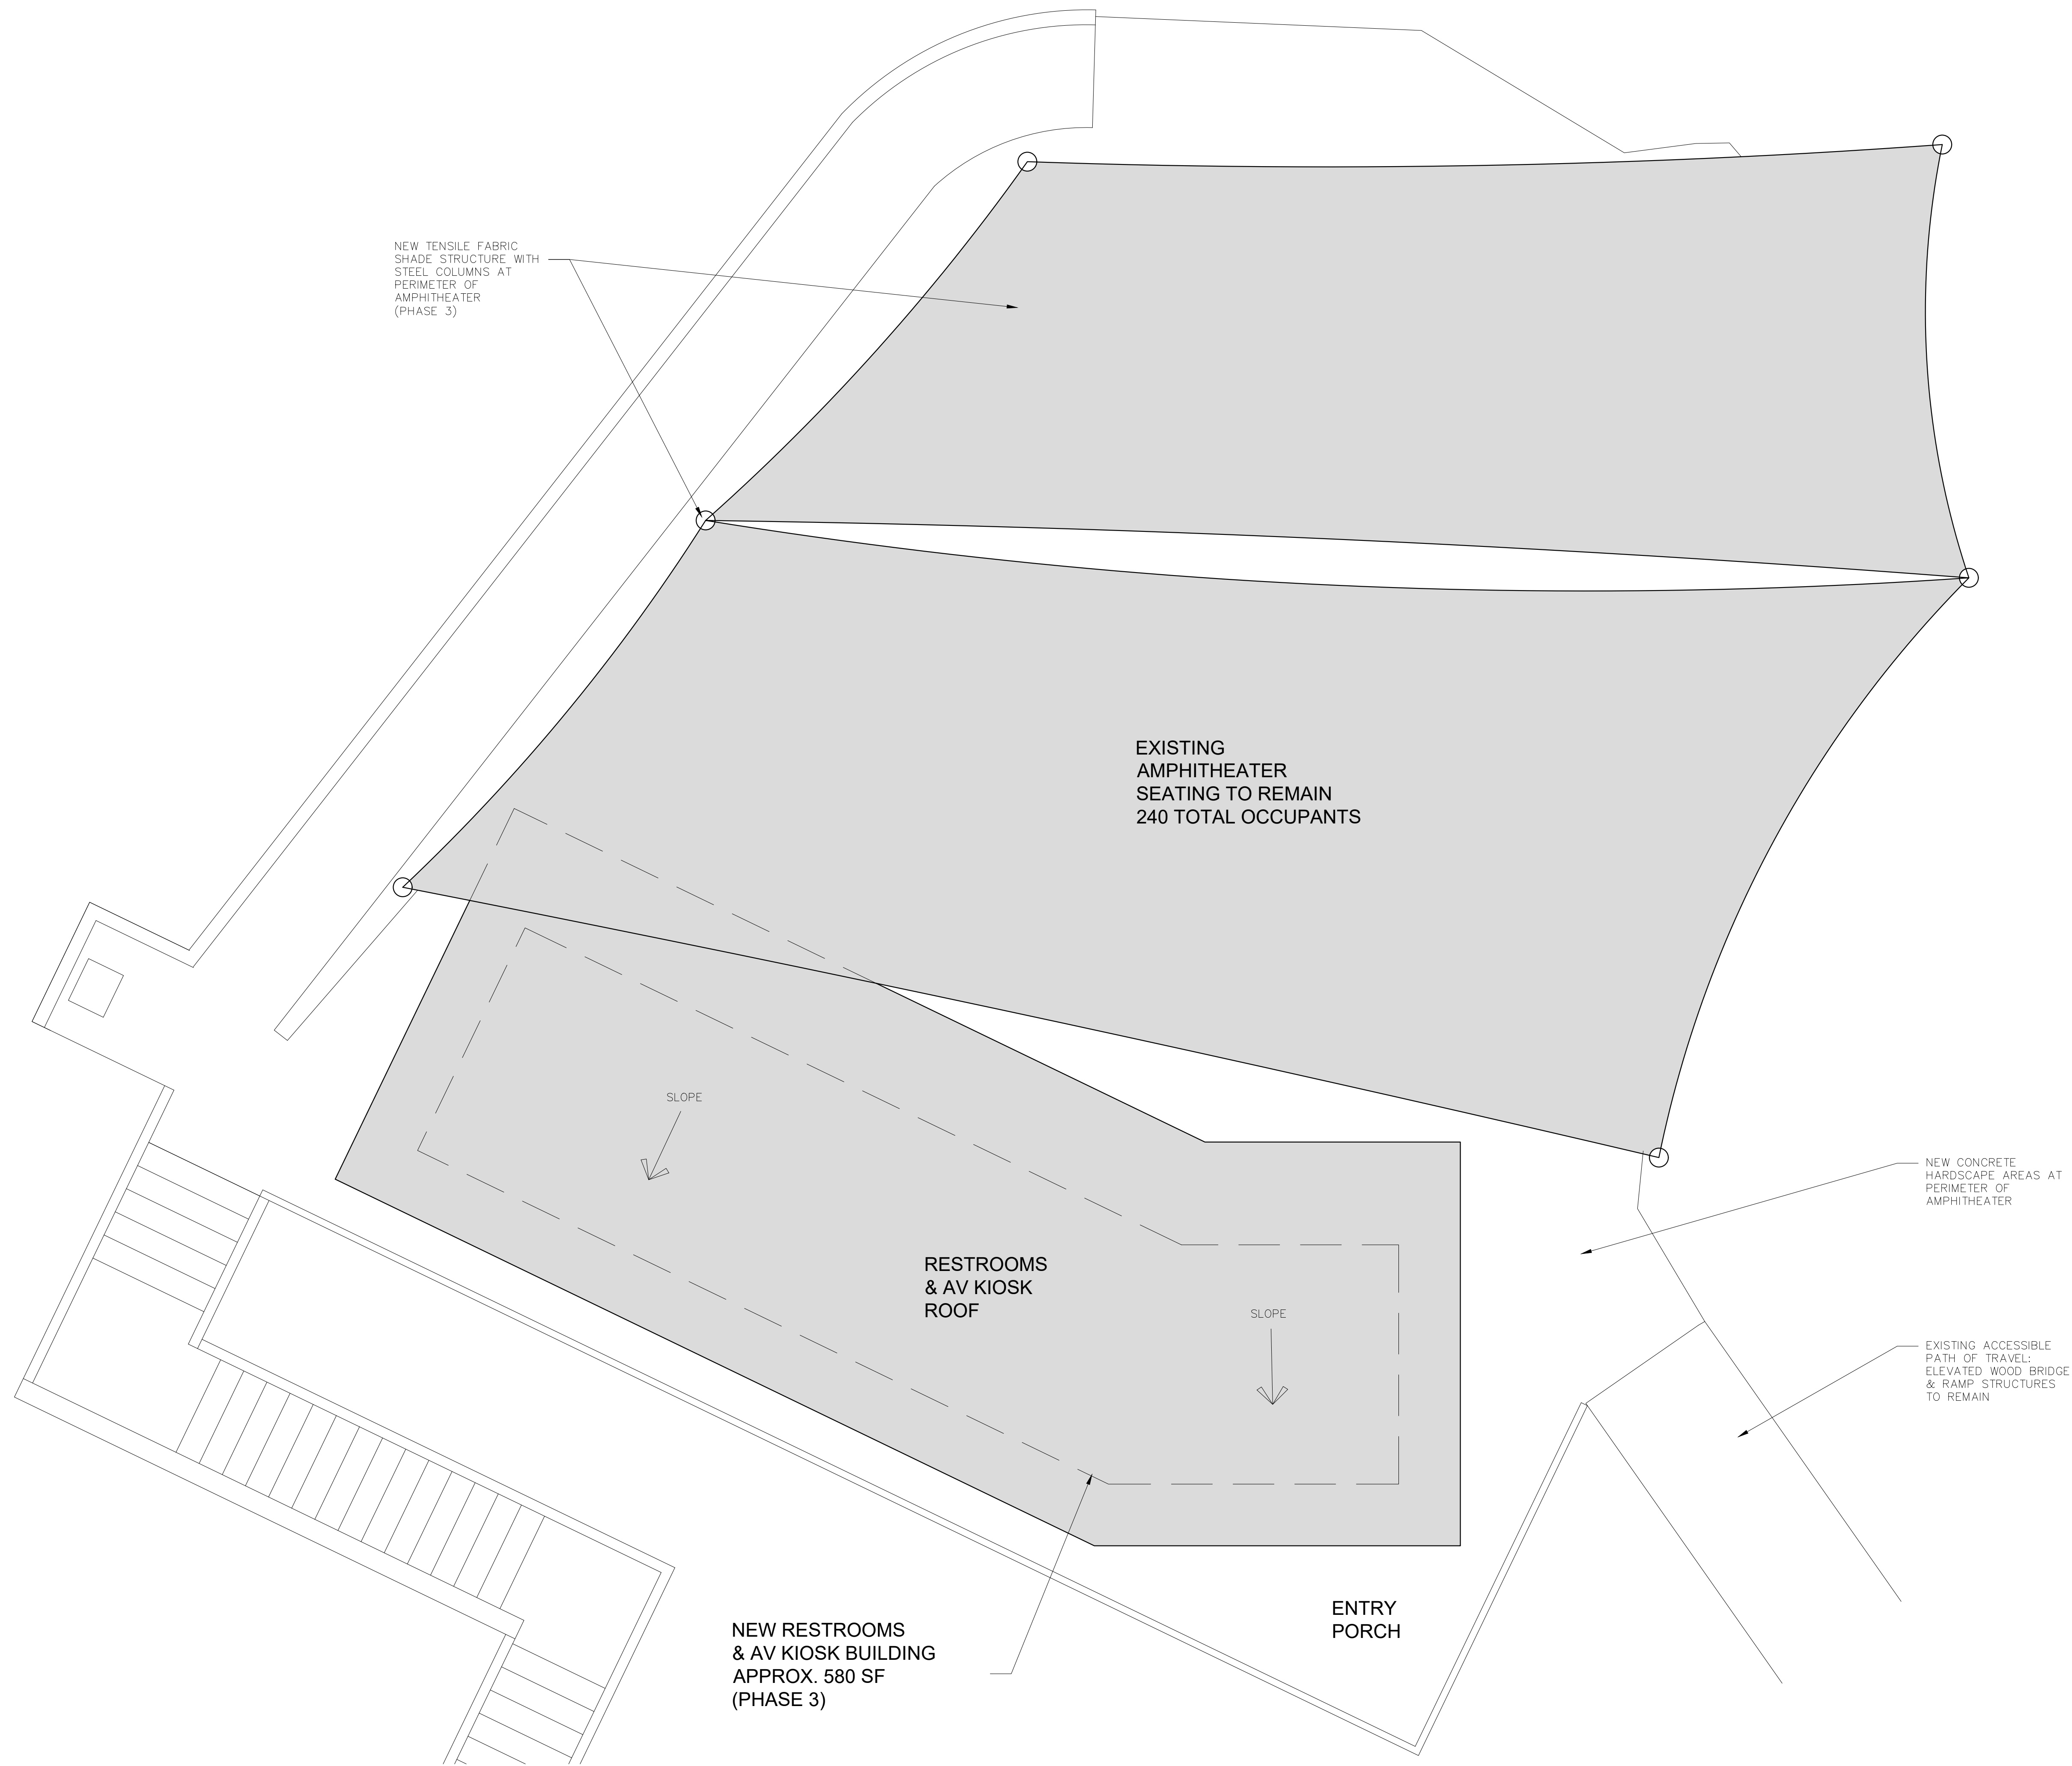 NEW TENSILE FABRIC
SHADE STRUCTURE WITH
STEEL COLUMNS AT
PERIMETER OF
AMPHITHEATER
(PHASE 3)
EXISTING
AMPHITHEATER
SEATING TO REMAIN
240 TOTAL OCCUPANTS
SLOPE
RESTROOMS
& AV KIOSK
ROOF
SLOPE
NEW CONCRETE
HARDSCAPE AREAS AT
PERIMETER OF
AMPHITHEATER
EXISTING ACCESSIBLE
PATH OF TRAVEL:
ELEVATED WOOD BRIDGE
& RAMP STRUCTURES
TO REMAIN
ENTRY
PORCH
NEW RESTROOMS
& AV KIOSK BUILDING
APPROX. 580 SF
(PHASE 3)